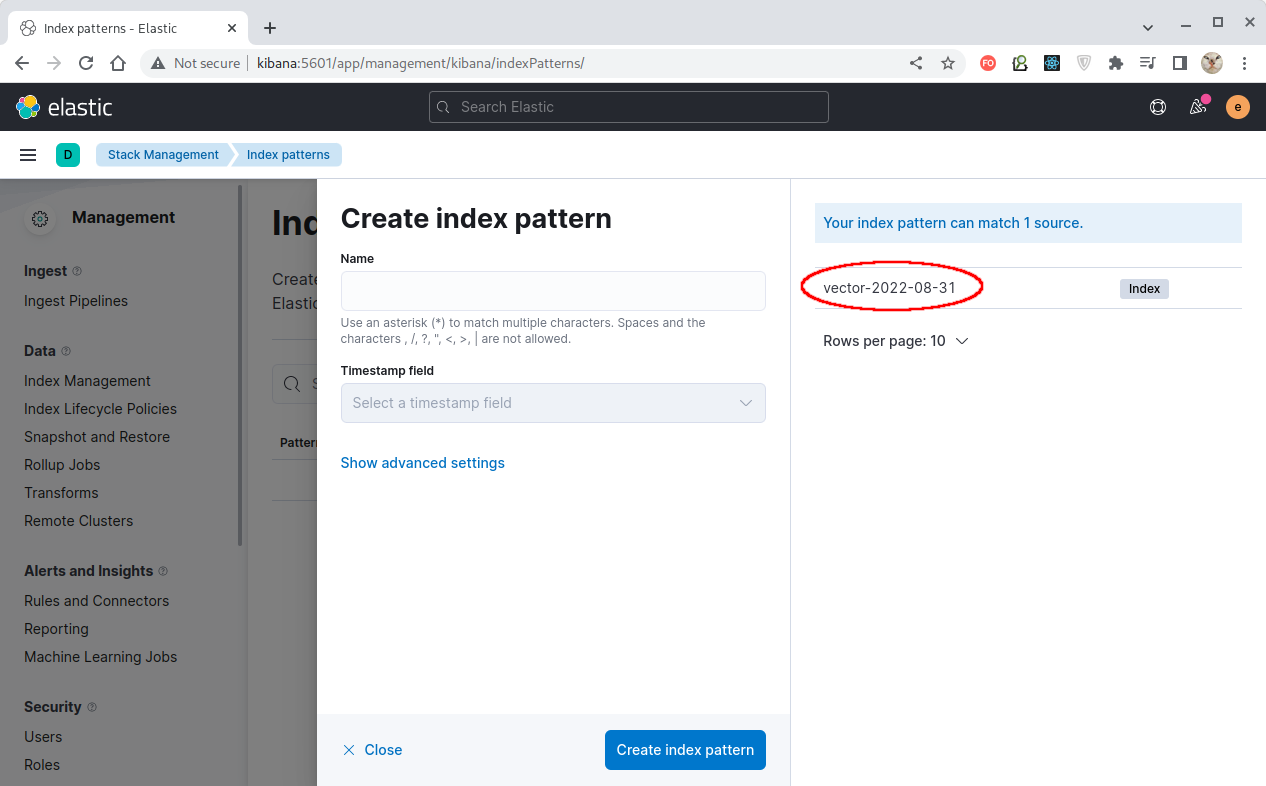 Index patterns - Elastic
Not secure
kibana:5601/app/management/kibana/indexPatterns/
FO
elastic
Search Elastic
e
D
Stack Management
Index patterns
Management
Ingest
Ingest Pipelines
Data
Index Management
Index Lifecycle Policies
Snapshot and Restore
Rollup Jobs
Transforms
Remote Clusters
Alerts and Insights
Rules and Connectors
Reporting
Machine Learning Jobs
Security
Users
Roles
Ind
Create
Elastic
S
Pattern
Create index pattern
Name
Use an asterisk (*) to match multiple characters. Spaces and the
characters , /, ?, ", <, >, | are not allowed.
Timestamp field
Select a timestamp field
Show advanced settings
Close
Create index pattern
Your index pattern can match 1 source.
vector-2022-08-31
Index
Rows per page: 10